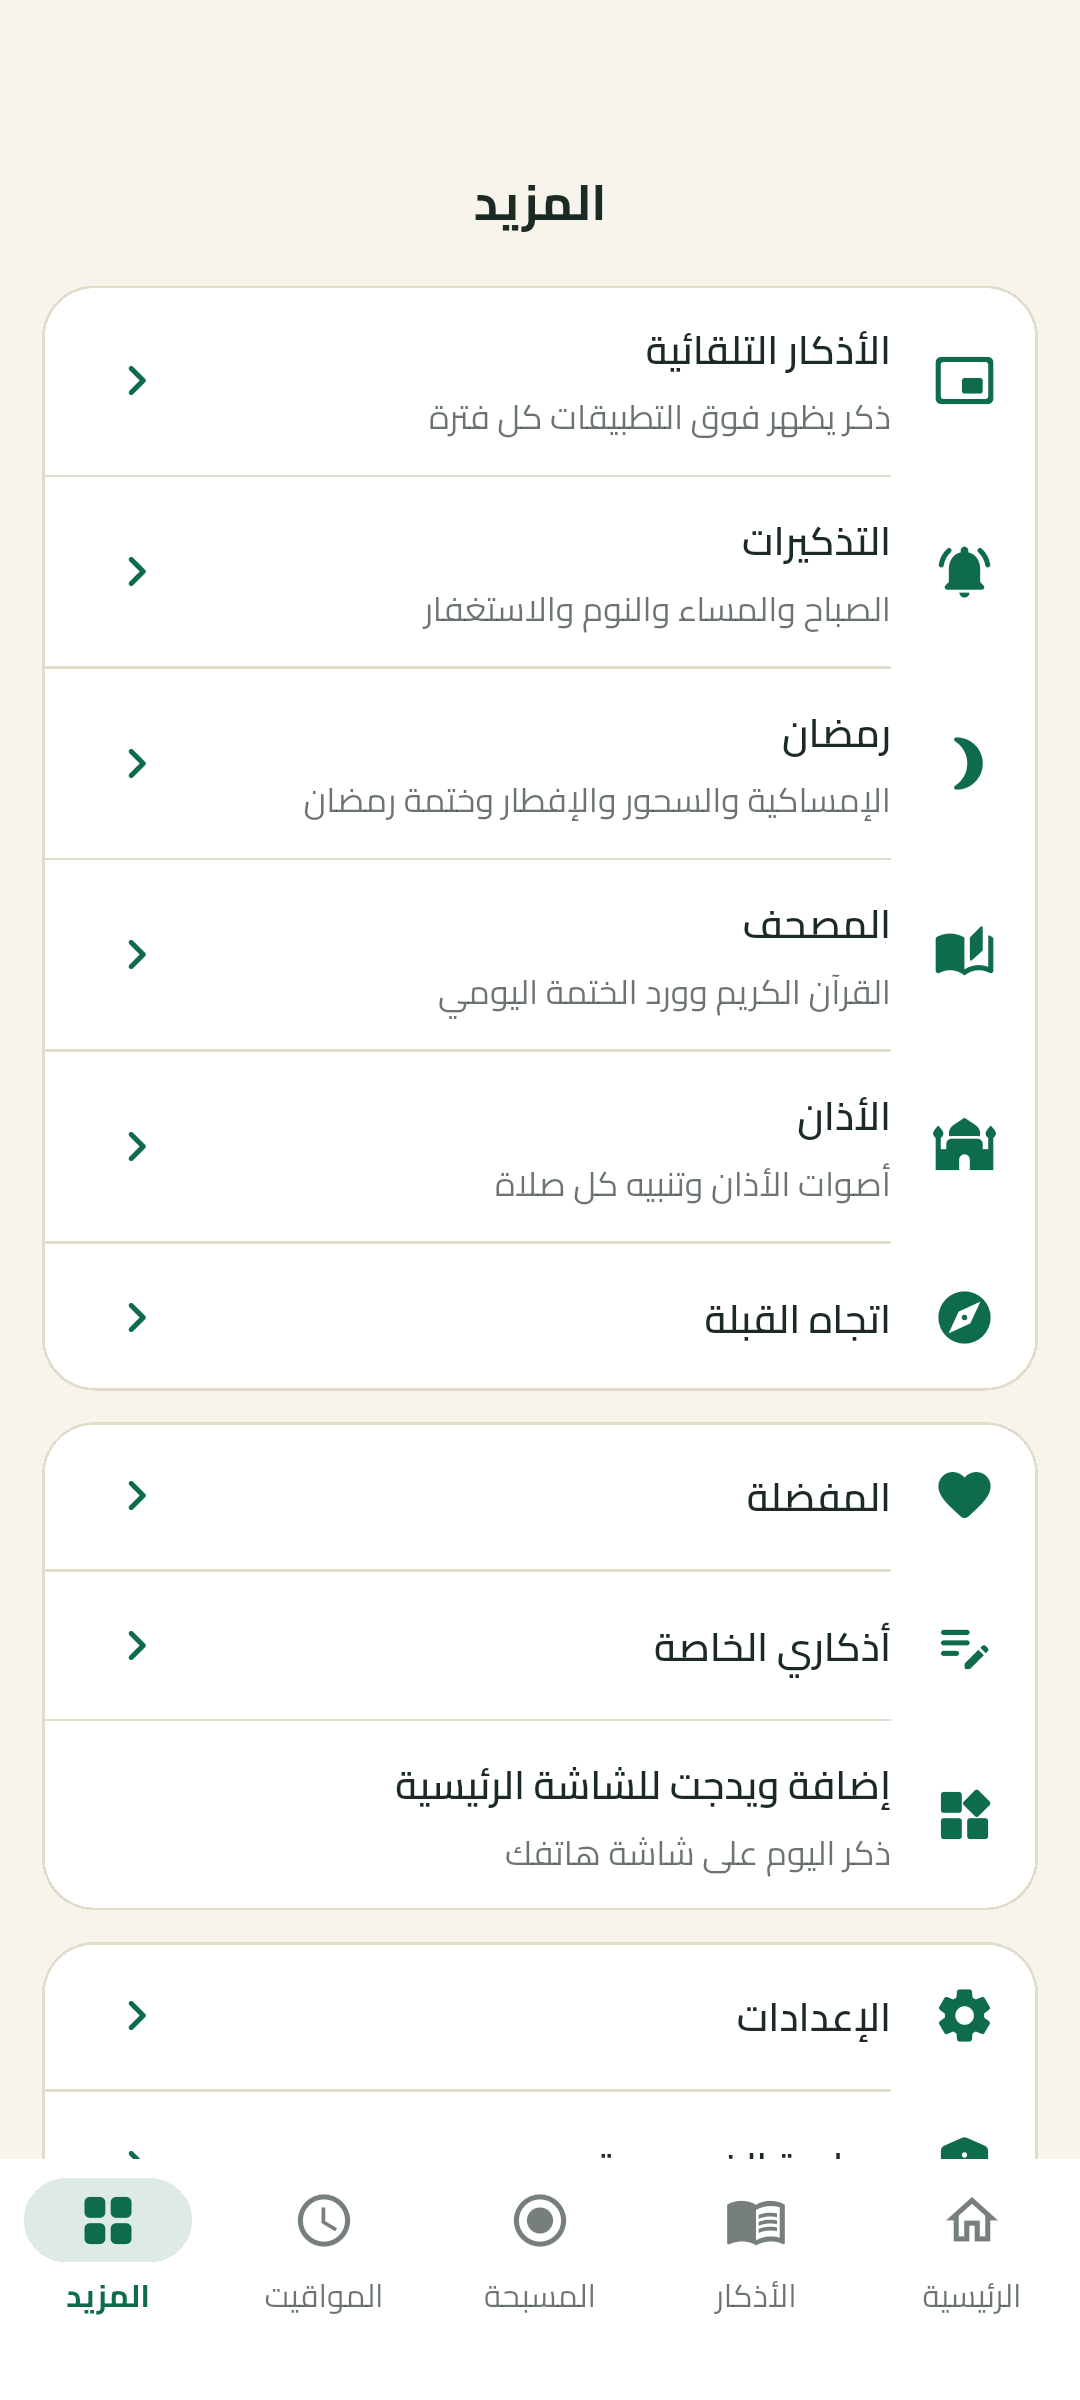 المزيد
الأذكار التلقائية
ذكر يظهر فوق التطبيقات كل فترة
التذكيرات
الصباح والمساء والنوم والاستغفار
رمضان
الإمساكية والسحور والإفطار وختمة رمضان
المصحف
القرآن الكريم وورد الختمة اليومي
الأذان
أصوات الأذان وتنبيه كل صلاة
اتجاه القبلة
المفضلة
أذكاري الخاصة
إضافة ويدجت للشاشة الرئيسية
ذكر اليوم على شاشة هاتفك
الإعدادات
الرئيسية
الأذكار
المسبحة
المواقيت
المزيد